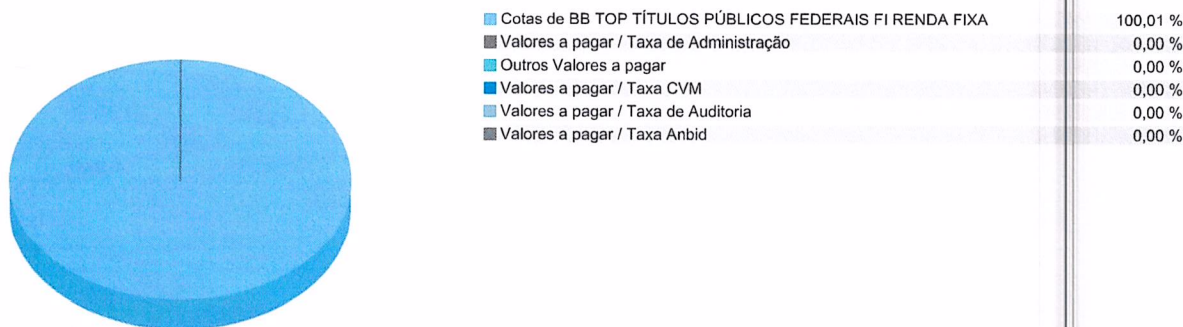 Cotas de BB TOP TÍTULOS PÚBLICOS FEDERAIS FI RENDA FIXA 100,01 %
Valores a pagar / Taxa de Administração 0,00 %
Outros Valores a pagar 0,00 %
Valores a pagar / Taxa CVM 0,00 %
Valores a pagar / Taxa de Auditoria 0,00 %
Valores a pagar / Taxa Anbid 0,00 %